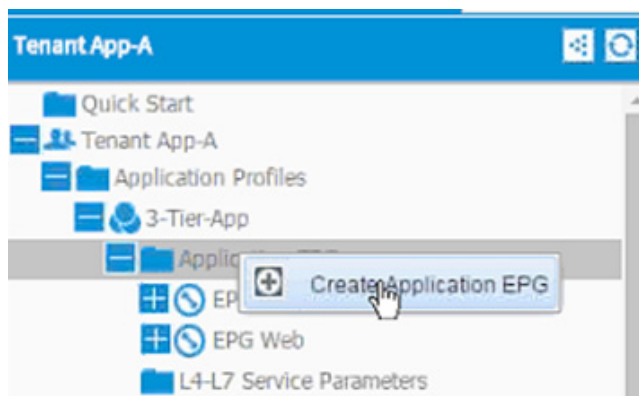 Tenant App-A
Quick Start
Tenant App-A
Application Profiles
3-Tier-App
Create Application EPG
EPG Web
L4-L7 Service Parameters